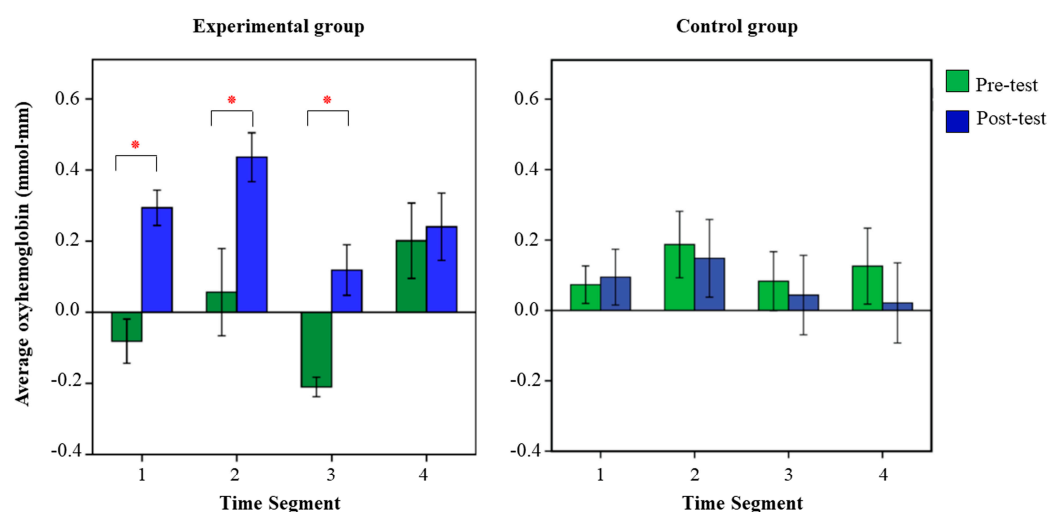 Experimental group
Control group
Average oxyhemoglobin (mmol·mm)
0.6
0.4
0.2
0.0
-0.2
-0.4
*
*
*
1 2 3 4
Time Segment
0.6
0.4
0.2
0.0
-0.2
-0.4
1 2 3 4
Time Segment
Pre-test
Post-test